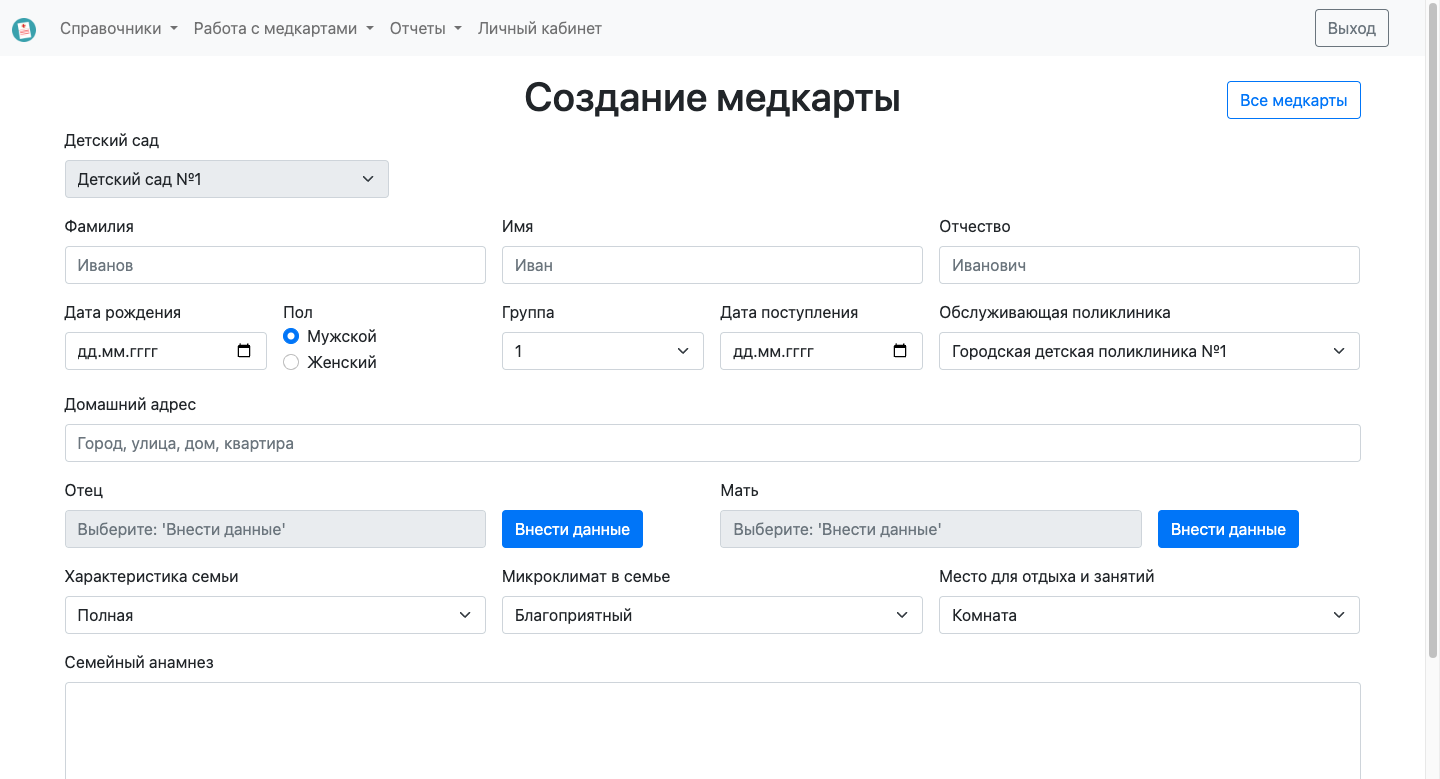 Справочники Работа с медкартами Отчеты Личный кабинет Выход
Создание медкарты Все медкарты
Детский сад
Детский сад №1
Фамилия Имя Отчество
Иванов Иван Иванович
Дата рождения Пол Группа Дата поступления Обслуживающая поликлиника
дд.мм.гггг Мужской 1 дд.мм.гггг Городская детская поликлиника №1
Женский
Домашний адрес
Город, улица, дом, квартира
Отец Мать
Выберите: 'Внести данные' Внести данные Выберите: 'Внести данные' Внести данные
Характеристика семьи Микроклимат в семье Место для отдыха и занятий
Полная Благоприятный Комната
Семейный анамнез